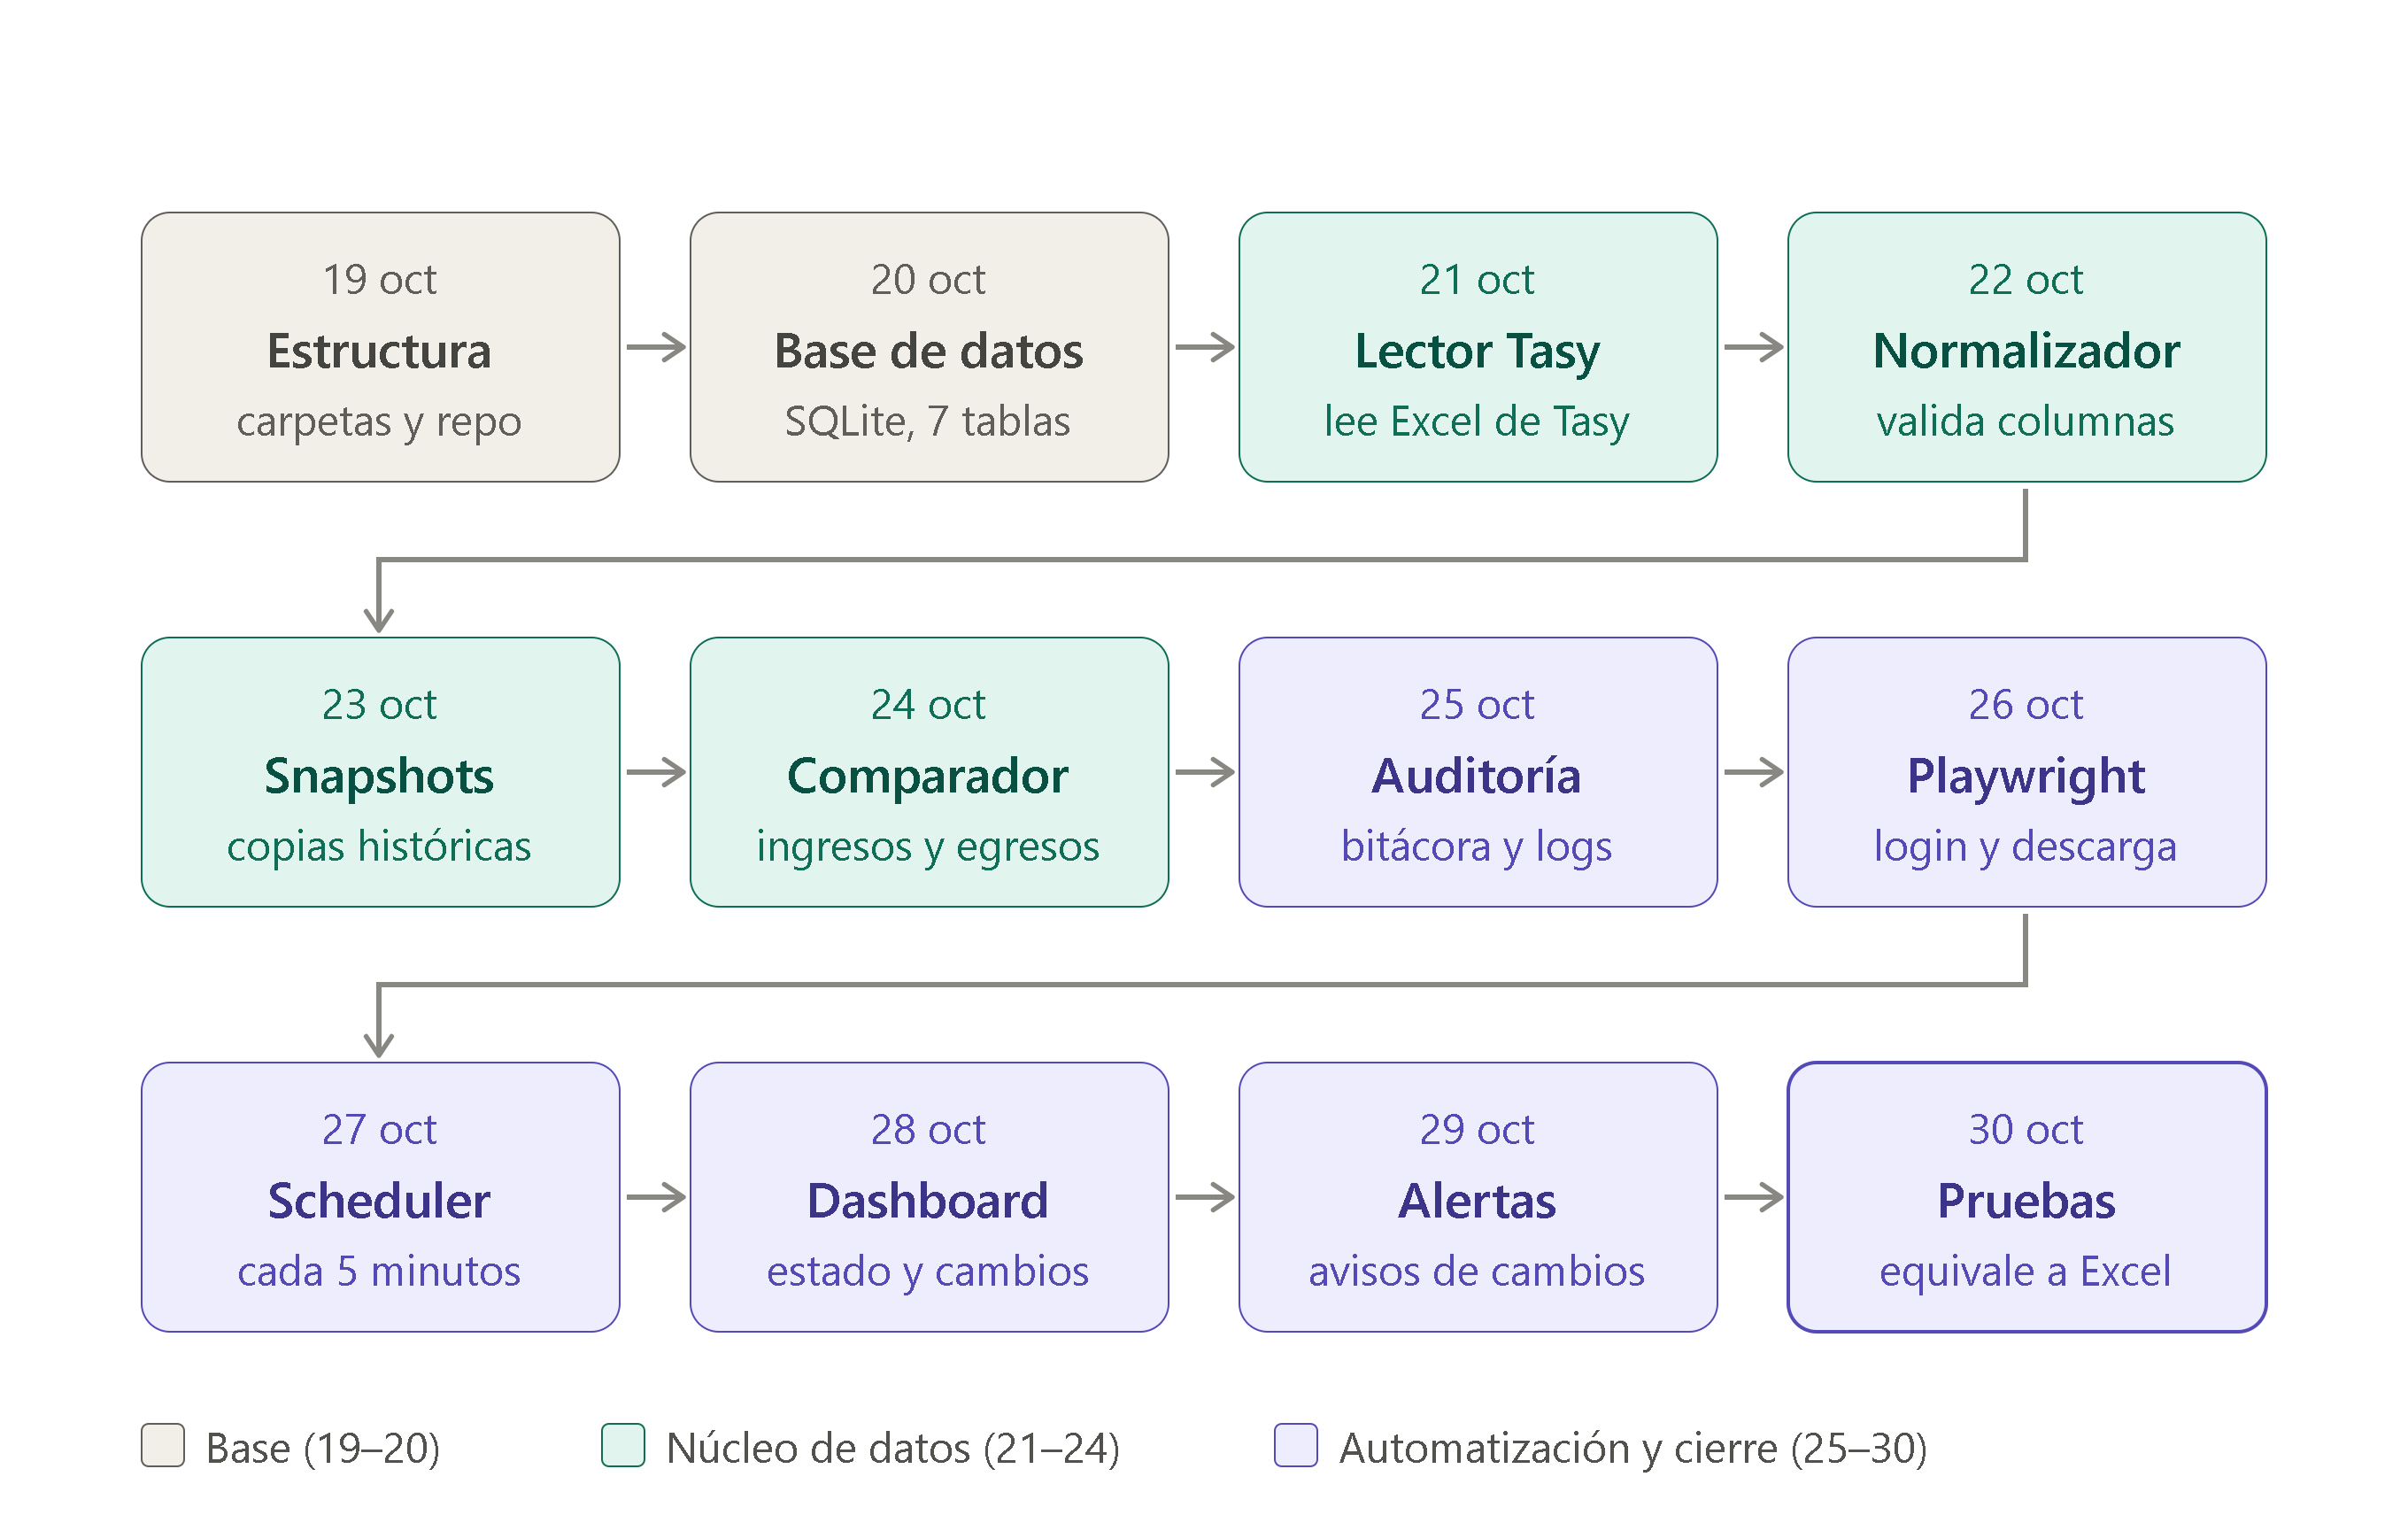 19 oct
Estructura
carpetas y repo
20 oct
Base de datos
SQLite, 7 tablas
21 oct
Lector Tasy
lee Excel de Tasy
22 oct
Normalizador
valida columnas
23 oct
Snapshots
copias históricas
24 oct
Comparador
ingresos y egresos
25 oct
Auditoría
bitácora y logs
26 oct
Playwright
login y descarga
27 oct
Scheduler
cada 5 minutos
28 oct
Dashboard
estado y cambios
29 oct
Alertas
avisos de cambios
30 oct
Pruebas
equivale a Excel
Base (19–20)
Núcleo de datos (21–24)
Automatización y cierre (25–30)